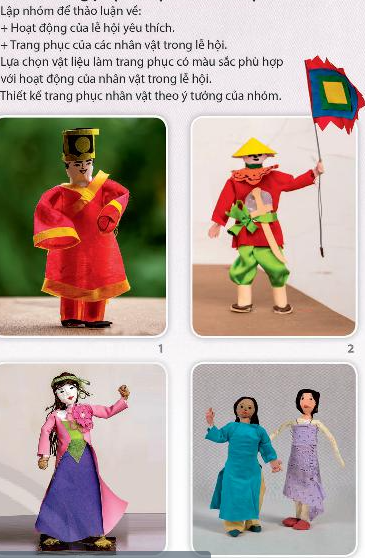 Lập nhóm để thảo luận về:
+ Hoạt động của lễ hội yêu thích.
+ Trang phục của các nhân vật trong lễ hội.
Lựa chọn vật liệu làm trang phục có màu sắc phù hợp
với hoạt động của nhân vật trong lễ hội.
Thiết kế trang phục nhân vật theo ý tưởng của nhóm.
1
2